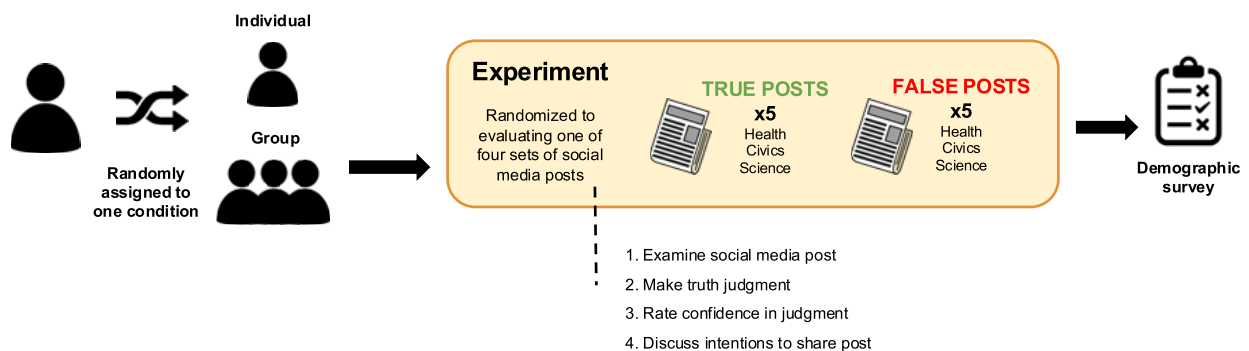 Individual
Group
Randomly
assigned to
one condition
Experiment
Randomized to
evaluating one of
four sets of social
media posts
TRUE POSTS
x5
Health
Civics
Science
FALSE POSTS
x5
Health
Civics
Science
1. Examine social media post
2. Make truth judgment
3. Rate confidence in judgment
4. Discuss intentions to share post
Demographic
survey